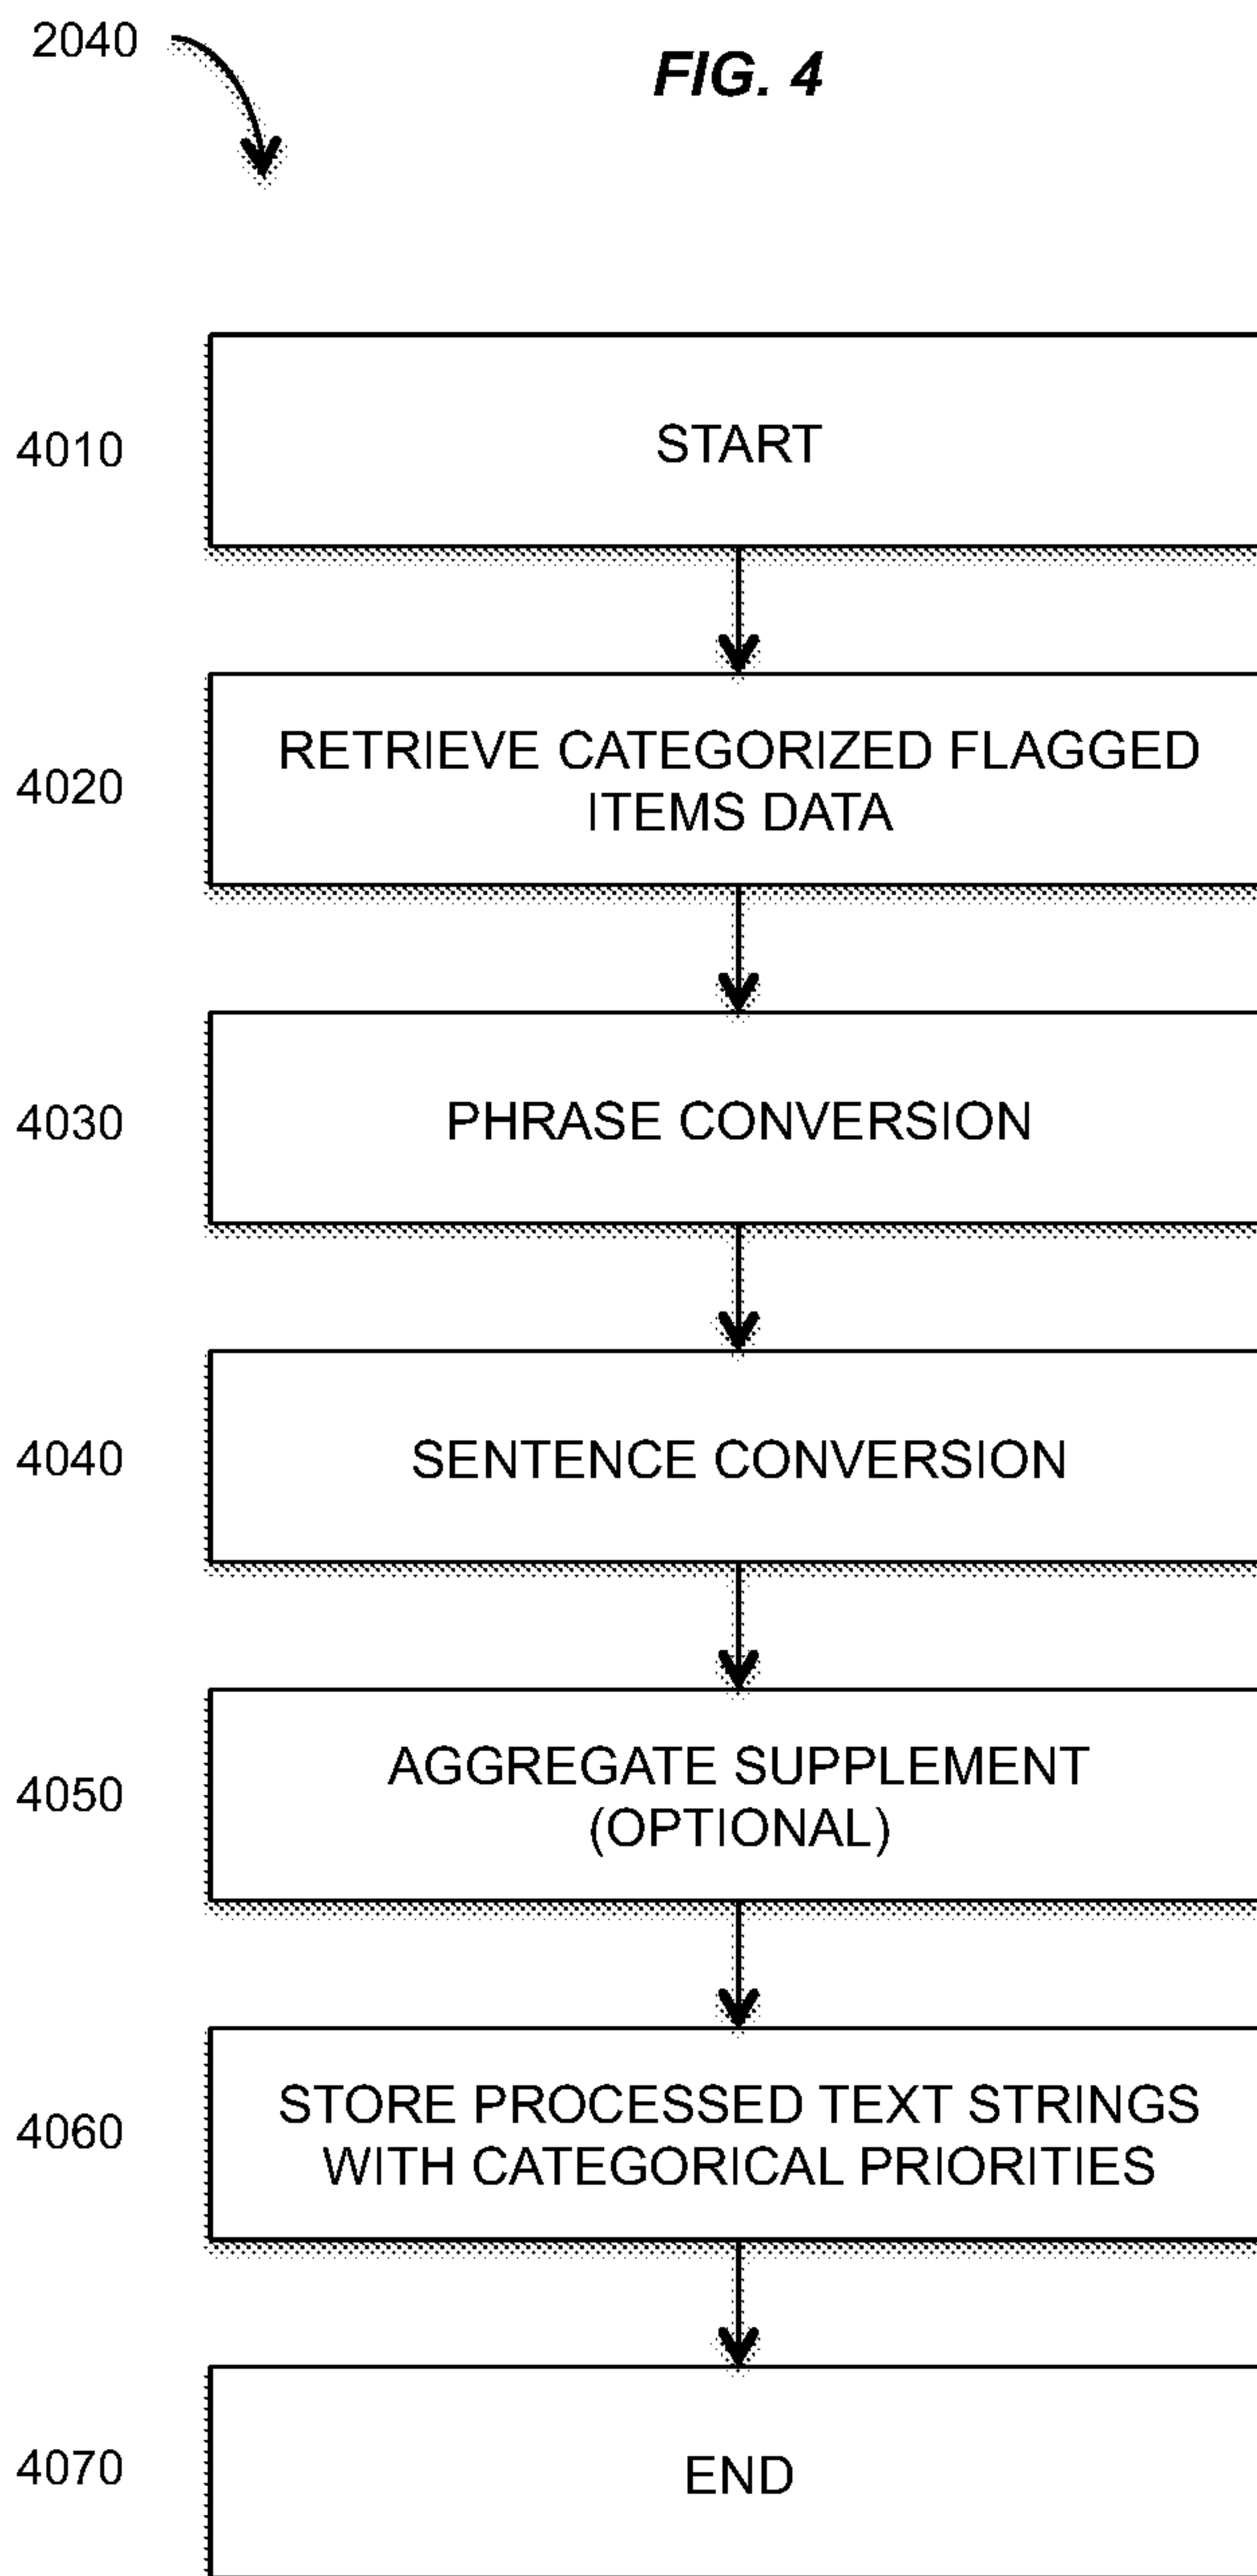 2040
FIG. 4
4010
START
4020
RETRIEVE CATEGORIZED FLAGGED
ITEMS DATA
4030
PHRASE CONVERSION
4040
SENTENCE CONVERSION
4050
AGGREGATE SUPPLEMENT
(OPTIONAL)
4060
STORE PROCESSED TEXT STRINGS
WITH CATEGORICAL PRIORITIES
4070
END